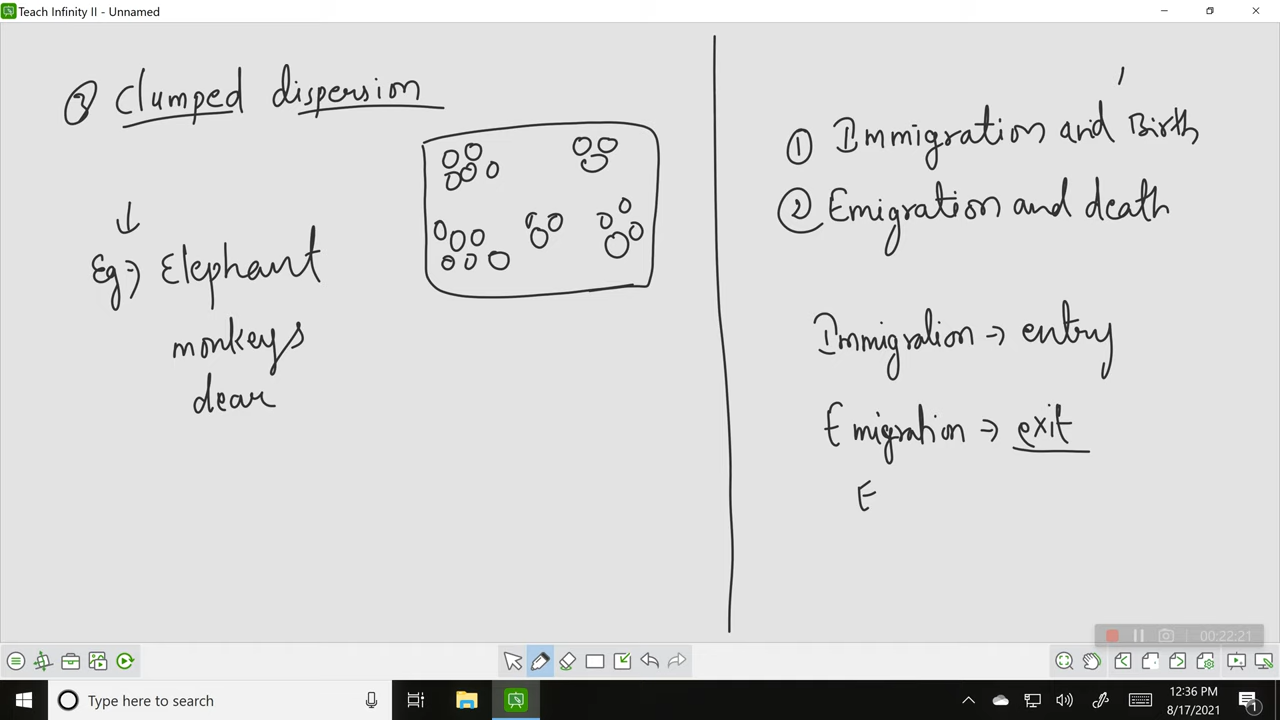 Teach Infinity II - Unnamed
③ Clumped dispersion
Eg⇒ Elephant
monkeys
dear
① Immigration and Birth
② Emigration and death
Immigration → entry
Emigration ⇒ exit
E
00:22:21
Type here to search
12:36 PM
8/17/2021
1